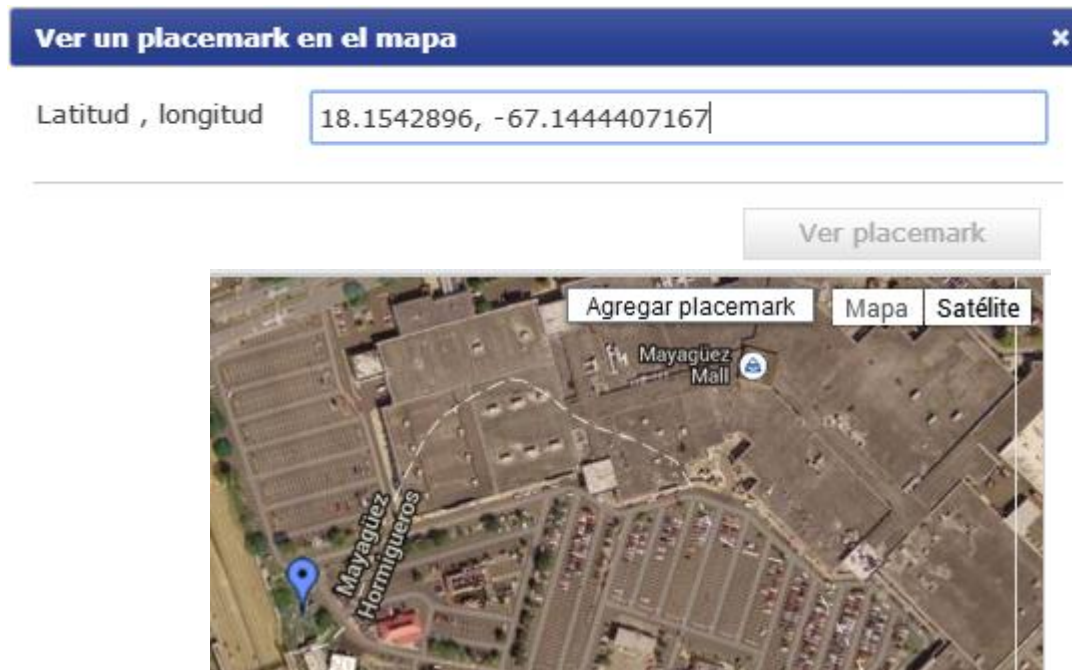 Ver un placemark en el mapa
Latitud , longitud
18.1542896, -67.1444407167
Ver placemark
Agregar placemark
Mapa
Satélite
Mayagüez
Mall
Mayagüez
Hormigueros